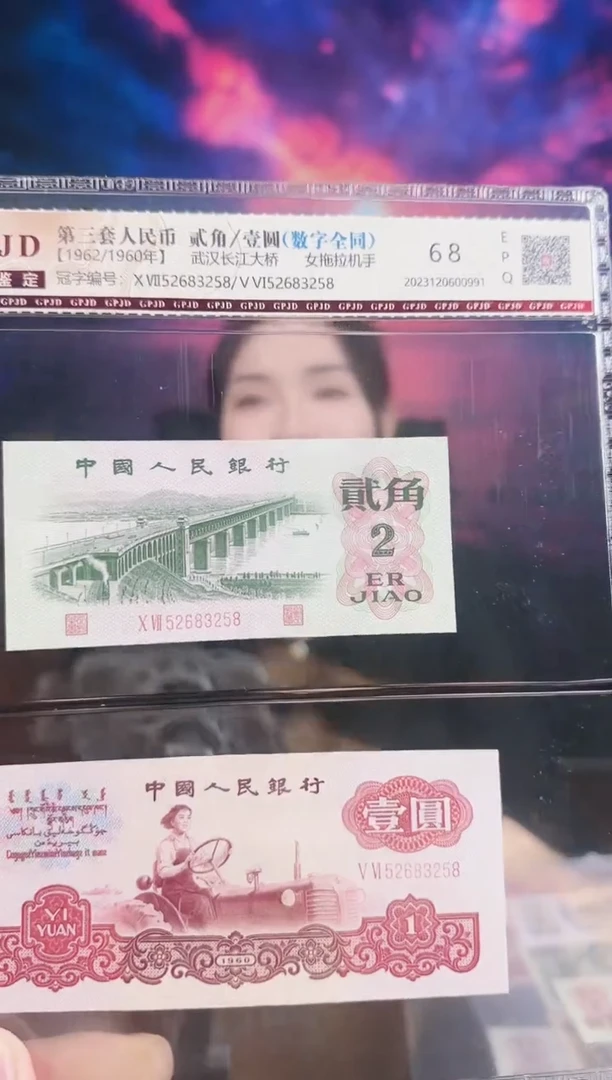 JD 第三套人民币 贰角/壹圆(数字全同) 68 EPQ
【1962/1960年】 武汉长江大桥 女拖拉机手
鉴定 冠字编号: XⅦ52683258/VⅥ52683258 2023120600991
GPJD GPJD GPJD GPJD GPJD GPJD GPJD GPJD GPJD GPJD GPJD GPJD GPJD GPJD GPJD GPJD GPJD
中國人民銀行
貳角
2
ER
JIAO
XⅦ52683258
中國人民銀行
壹圓
VⅥ52683258
YI
YUAN
1960
1